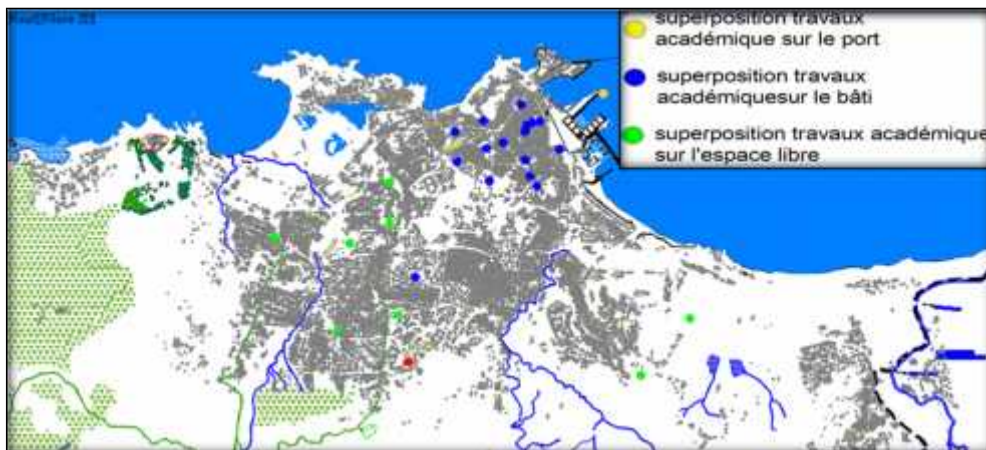 superposition travaux
académique sur le port
superposition travaux
académiquesur le bâti
superposition travaux académique
sur l'espace libre